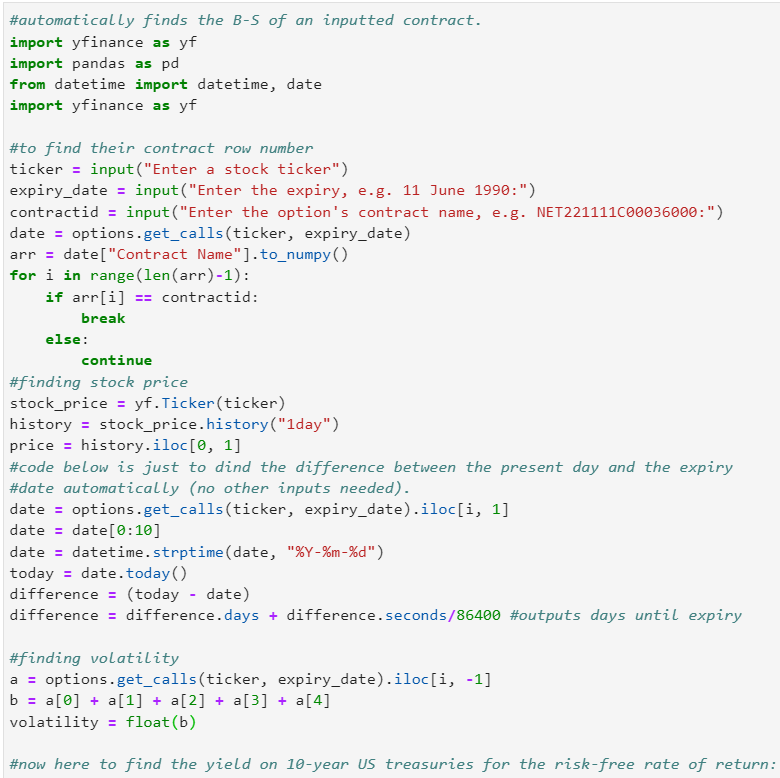 #automatically finds the B-S of an inputted contract.
import yfinance as yf
import pandas as pd
from datetime import datetime, date
import yfinance as yf

#to find their contract row number
ticker = input("Enter a stock ticker")
expiry_date = input("Enter the expiry, e.g. 11 June 1990:")
contractid = input("Enter the option's contract name, e.g. NET221111C00036000:")
date = options.get_calls(ticker, expiry_date)
arr = date["Contract Name"].to_numpy()
for i in range(len(arr)-1):
    if arr[i] == contractid:
        break
    else:
        continue
#finding stock price
stock_price = yf.Ticker(ticker)
history = stock_price.history("1day")
price = history.iloc[0, 1]
#code below is just to dind the difference between the present day and the expiry
#date automatically (no other inputs needed).
date = options.get_calls(ticker, expiry_date).iloc[i, 1]
date = date[0:10]
date = datetime.strptime(date, "%Y-%m-%d")
today = date.today()
difference = (today - date)
difference = difference.days + difference.seconds/86400 #outputs days until expiry

#finding volatility
a = options.get_calls(ticker, expiry_date).iloc[i, -1]
b = a[0] + a[1] + a[2] + a[3] + a[4]
volatility = float(b)

#now here to find the yield on 10-year US treasuries for the risk-free rate of return: